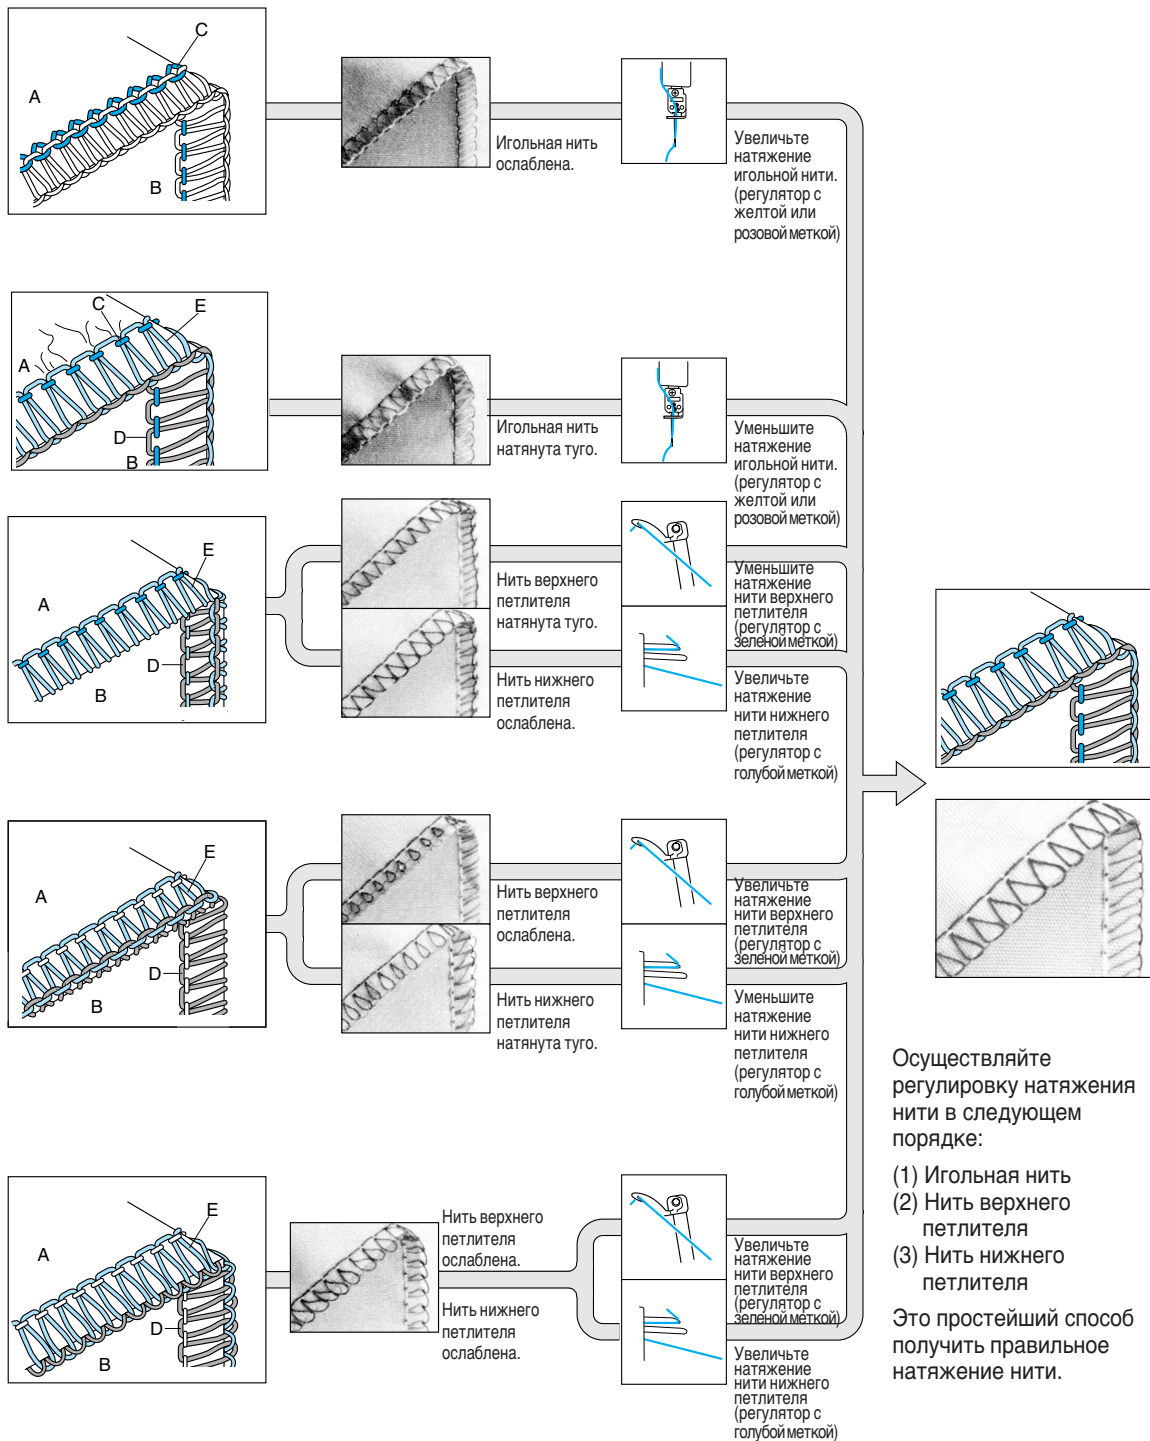 C
A
B
Игольная нить
ослаблена.
Увеличьте
натяжение
игольной нити.
(регулятор с
желтой или
розовой меткой)
C
E
A
D
B
Игольная нить
натянута туго.
Уменьшите
натяжение
игольной нити.
(регулятор с
желтой или
розовой меткой)
E
A
D
B
Нить верхнего
петлителя
натянута туго.
Уменьшите
натяжение
нити верхнего
петлителя
(регулятор с
зеленой меткой)
Нить нижнего
петлителя
ослаблена.
Увеличьте
натяжение
нити нижнего
петлителя
(регулятор с
голубой меткой)
E
A
D
B
Нить верхнего
петлителя
ослаблена.
Увеличьте
натяжение
нити верхнего
петлителя
(регулятор с
зеленой меткой)
Нить нижнего
петлителя
натянута туго.
Уменьшите
натяжение
нити нижнего
петлителя
(регулятор с
голубой меткой)
E
A
D
B
Нить верхнего
петлителя
ослаблена.
Нить нижнего
петлителя
ослаблена.
Увеличьте
натяжение
нити верхнего
петлителя
(регулятор с
зеленой меткой)
Увеличьте
натяжение
нити нижнего
петлителя
(регулятор с
голубой меткой)
Осуществляйте
регулировку натяжения
нити в следующем
порядке:
(1) Игольная нить
(2) Нить верхнего
петлителя
(3) Нить нижнего
петлителя
Это простейший способ
получить правильное
натяжение нити.